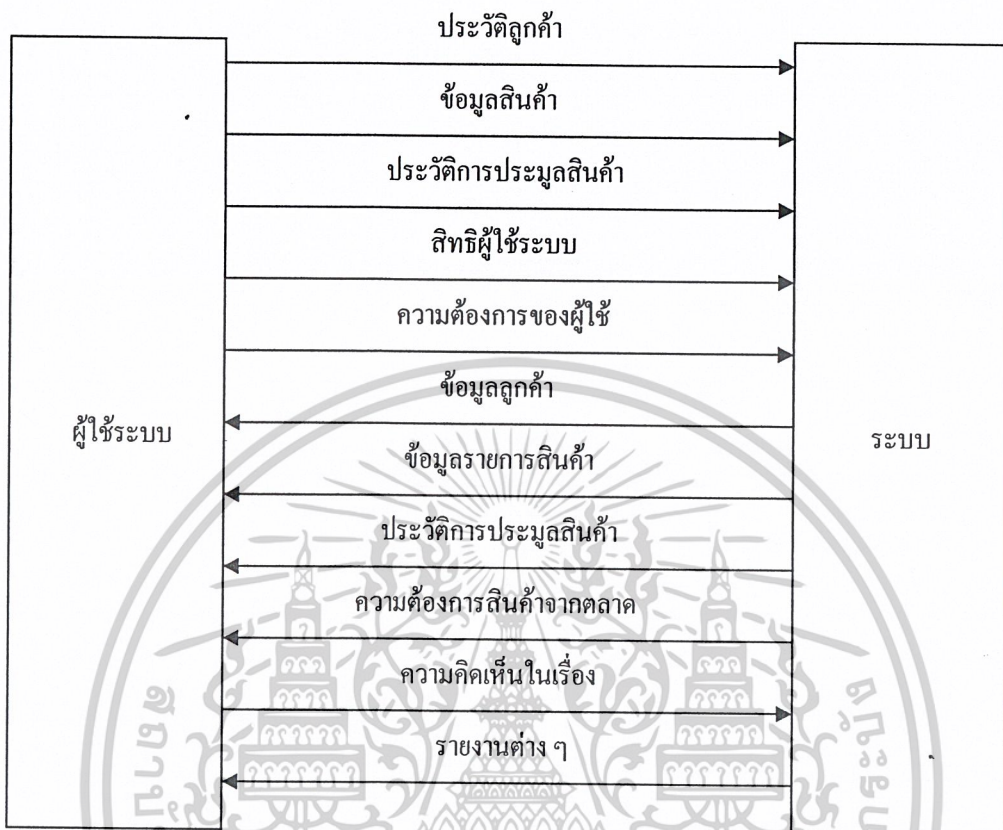 ประวัติลูกค้า
ข้อมูลสินค้า
ประวัติการประมูลสินค้า
สิทธิผู้ใช้ระบบ
ความต้องการของผู้ใช้
ข้อมูลลูกค้า
ผู้ใช้ระบบ
ระบบ
ข้อมูลรายการสินค้า
ประวัติการประมูลสินค้า
ความต้องการสินค้าจากตลาด
ความคิดเห็นในเรื่อง
รายงานต่าง ๆ